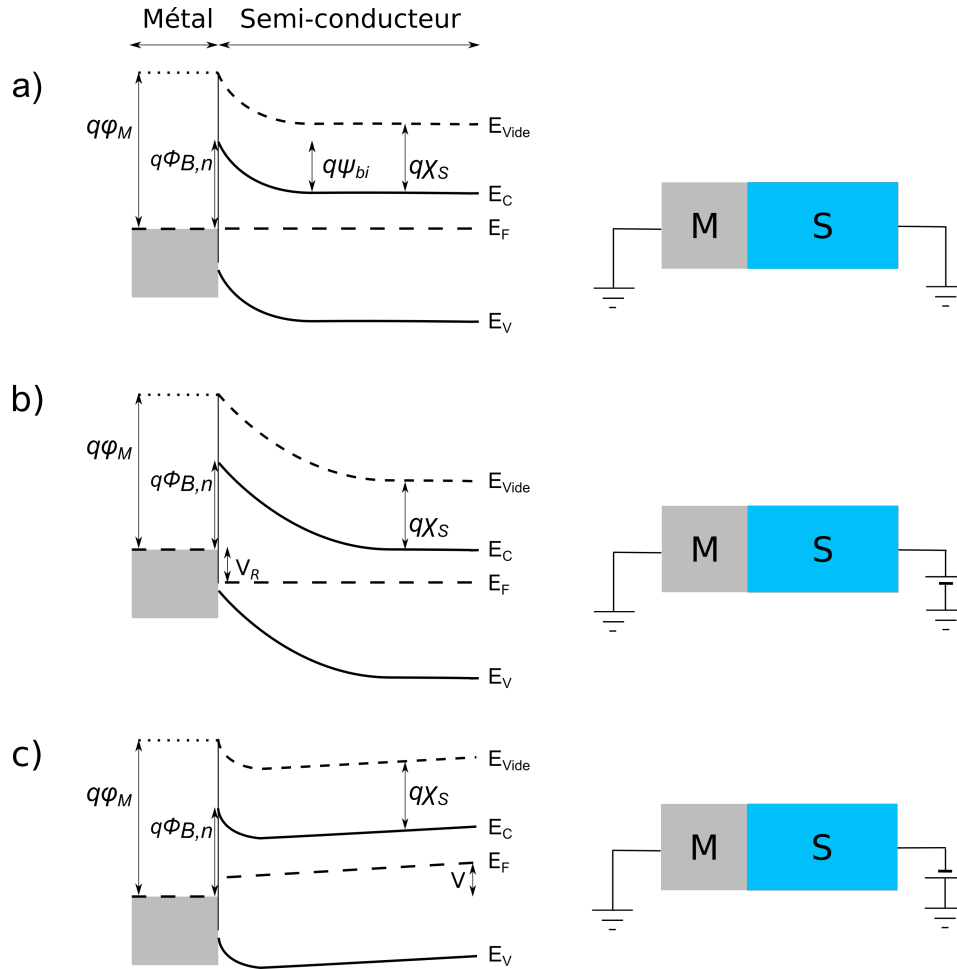 Métal Semi-conducteur
a)
qφM
qΦB,n
qψbi
qχS
EVide
EC
EF
EV
M S
b)
qφM
qΦB,n
VR
qχS
EVide
EC
EF
EV
M S
c)
qφM
qΦB,n
qχS
V
EVide
EC
EF
EV
M S